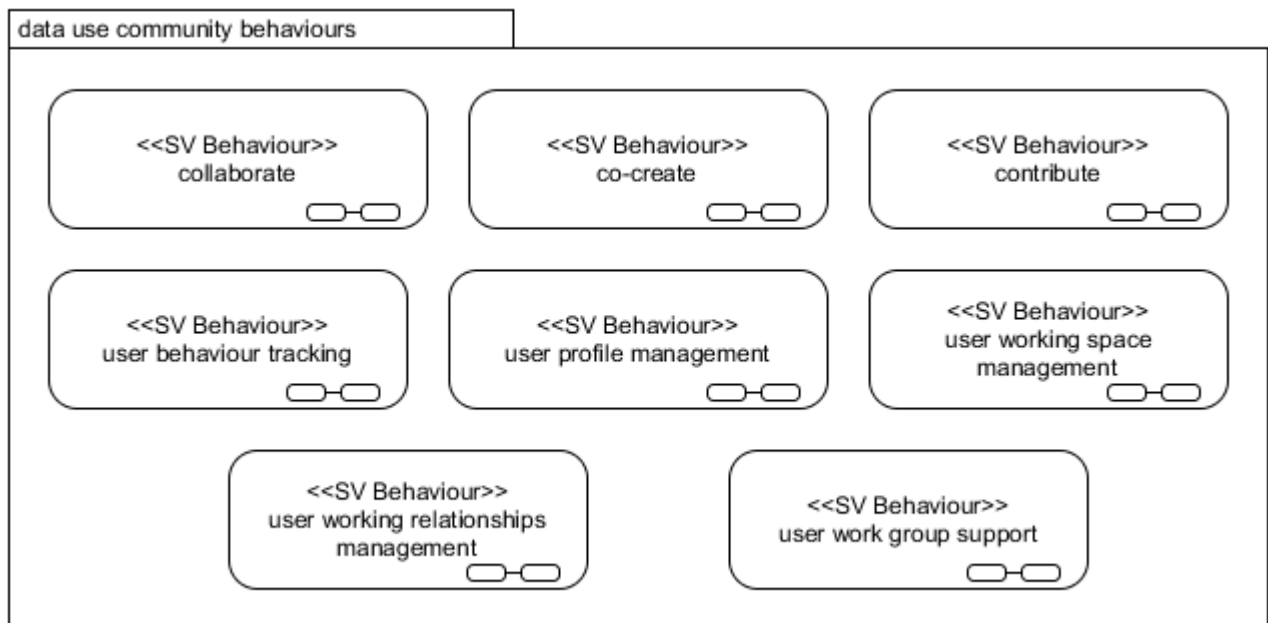 data use community behaviours
<<SV Behaviour>>
collaborate
<<SV Behaviour>>
co-create
<<SV Behaviour>>
contribute
<<SV Behaviour>>
user behaviour tracking
<<SV Behaviour>>
user profile management
<<SV Behaviour>>
user working space
management
<<SV Behaviour>>
user working relationships
management
<<SV Behaviour>>
user work group support